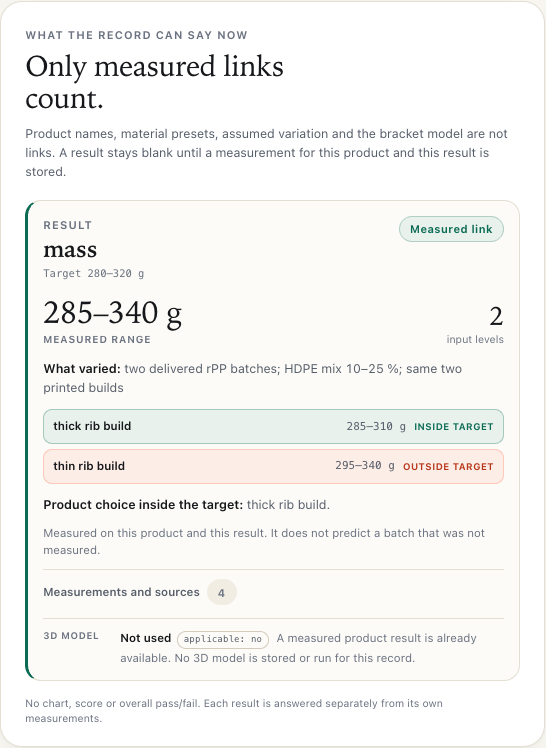 WHAT THE RECORD CAN SAY NOW
Only measured links
count.
Product names, material presets, assumed variation and the bracket model are not
links. A result stays blank until a measurement for this product and this result is
stored.
RESULT
Measured link
mass
Target 280–320 g
285–340 g
2
MEASURED RANGE
input levels
What varied: two delivered rPP batches; HDPE mix 10–25 %; same two
printed builds
thick rib build 285–310 g INSIDE TARGET
thin rib build 295–340 g OUTSIDE TARGET
Product choice inside the target: thick rib build.
Measured on this product and this result. It does not predict a batch that was not
measured.
Measurements and sources 4
3D MODEL Not used applicable: no A measured product result is already
available. No 3D model is stored or run for this record.
No chart, score or overall pass/fail. Each result is answered separately from its own
measurements.